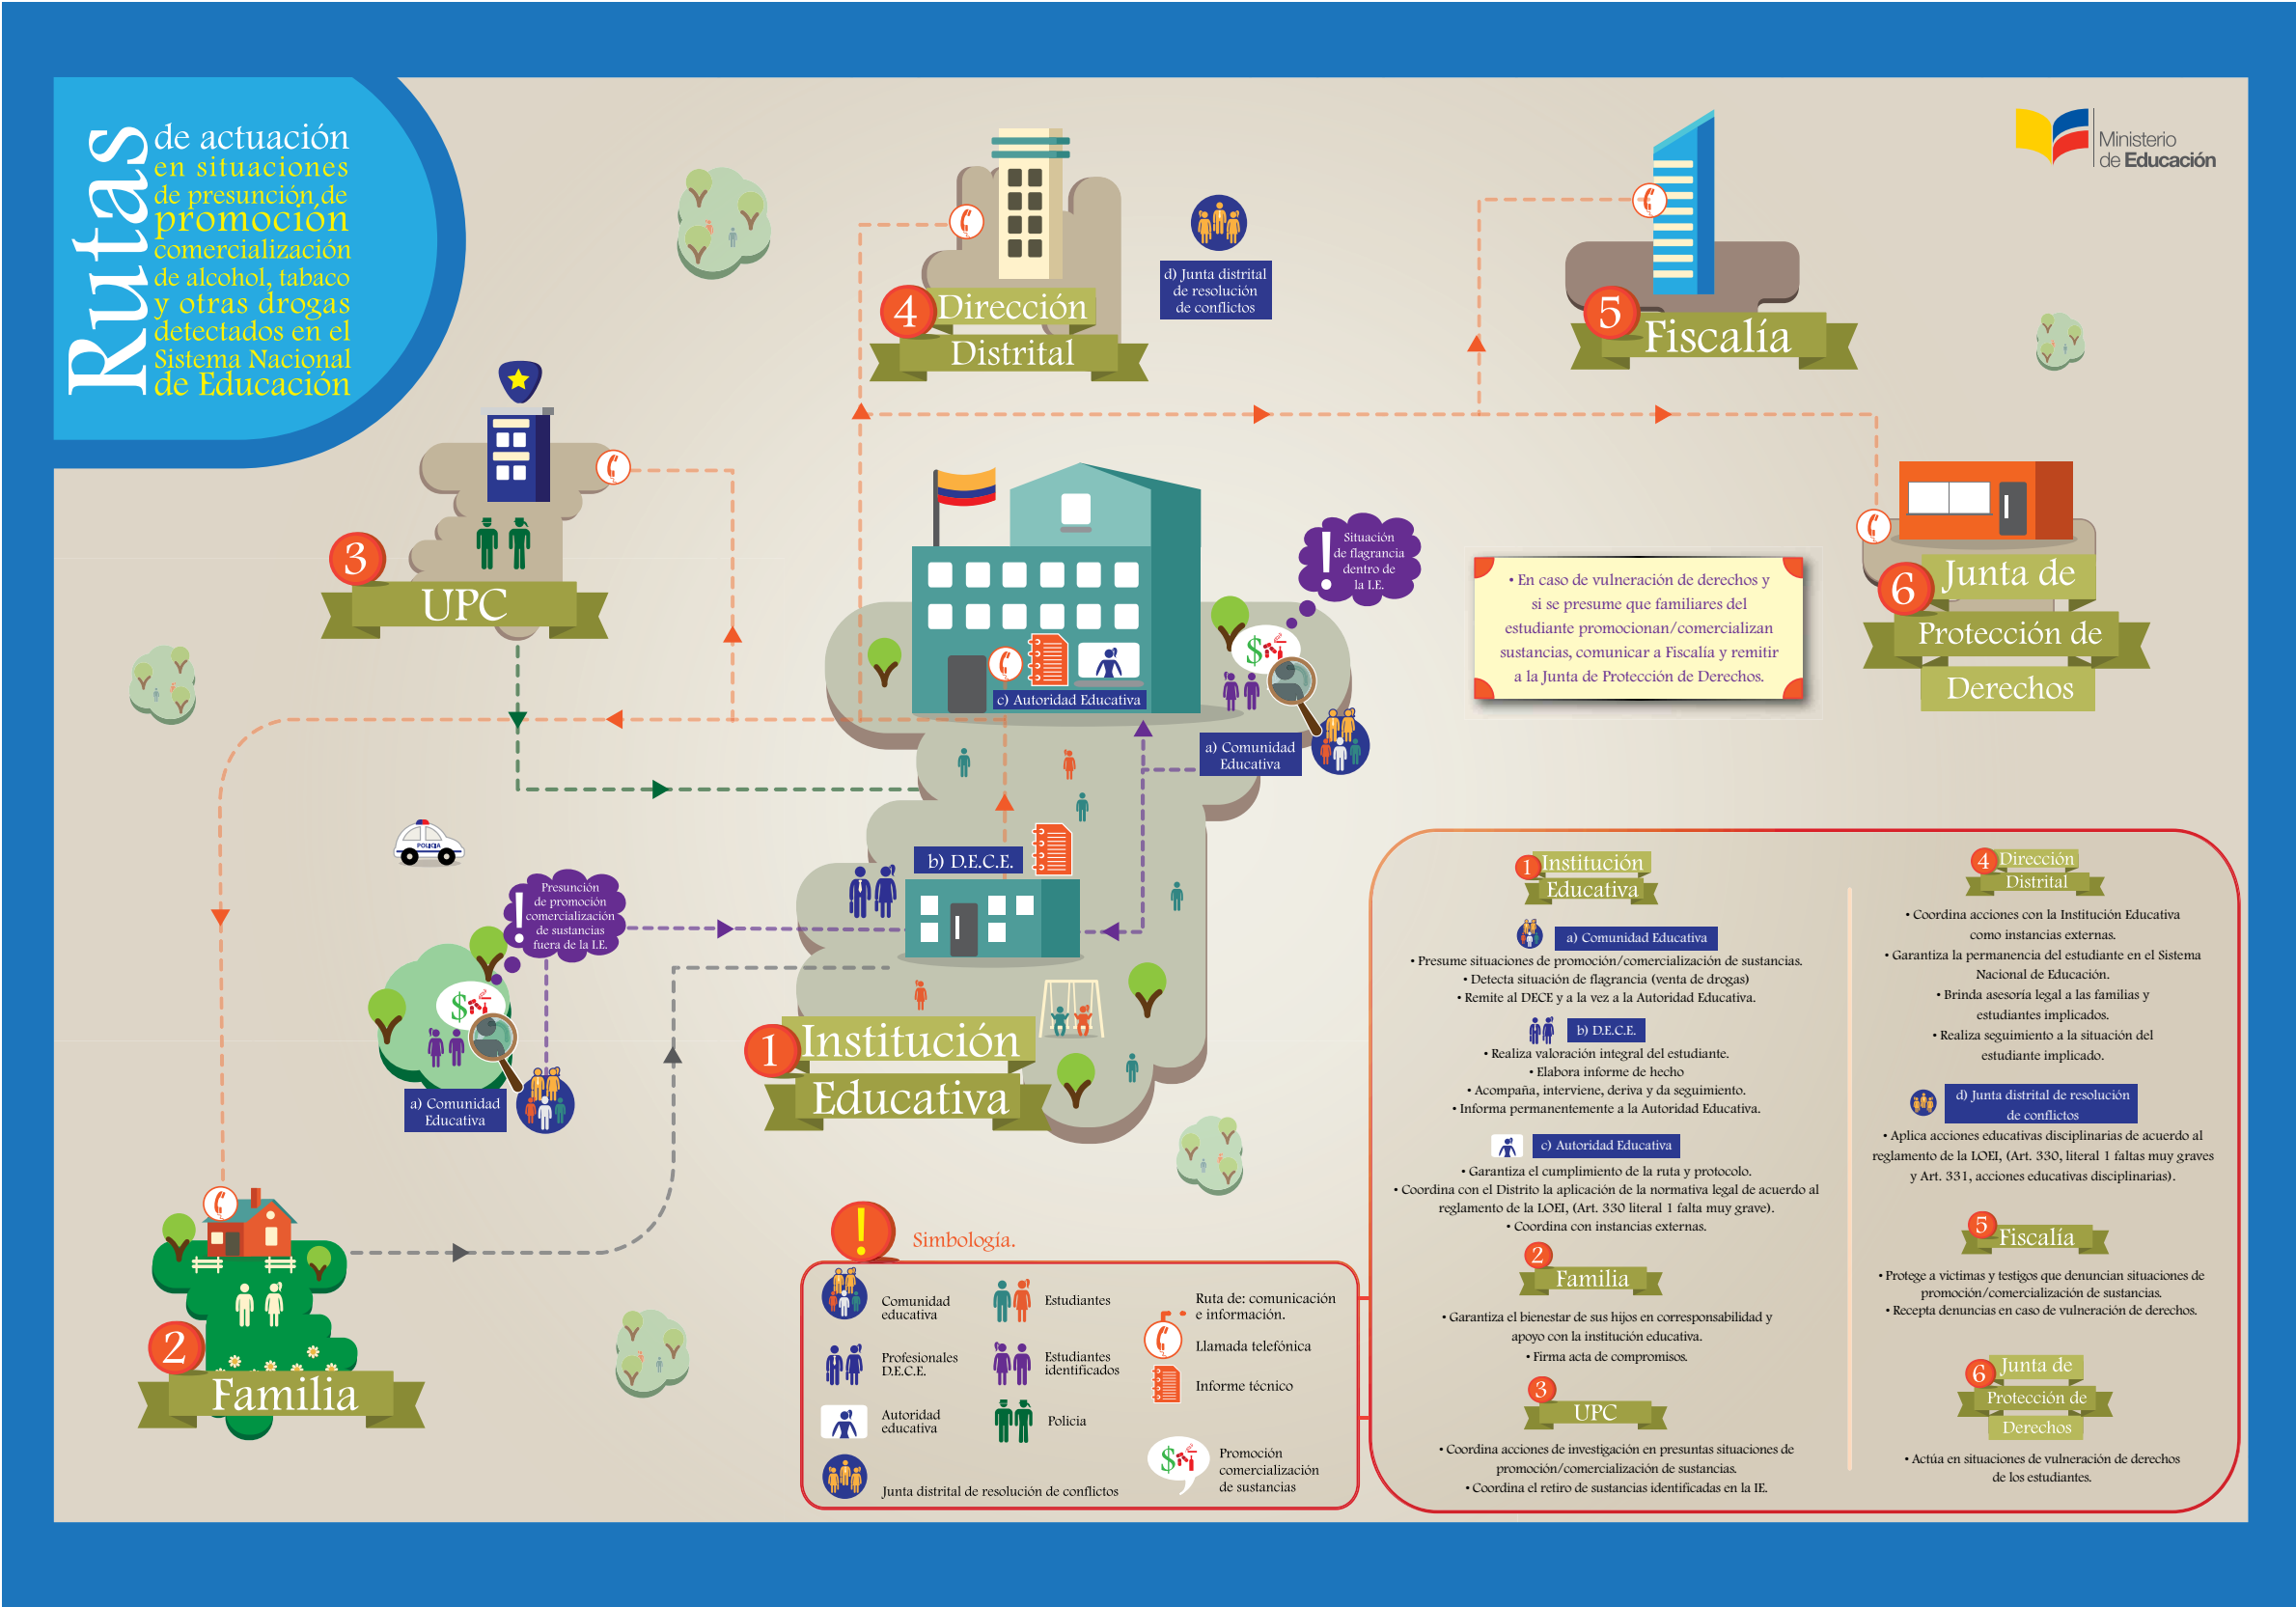 Rutas
de actuación
en situaciones
de presunción de
promoción
comercialización
de alcohol, tabaco
y otras drogas
detectados en el
Sistema Nacional
de Educación
Ministerio
de Educación
4 Dirección
Distrital
d) Junta distrital
de resolución
de conflictos
5 Fiscalía
3
UPC
Situación
de flagrancia
dentro de
la I.E.
!
$
c) Autoridad Educativa
a) Comunidad
Educativa
• En caso de vulneración de derechos y
si se presume que familiares del
estudiante promocionan/comercializan
sustancias, comunicar a Fiscalía y remitir
a la Junta de Protección de Derechos.
6 Junta de
Protección de
Derechos
POLICIA
Presunción
de promoción
comercialización
de sustancias
fuera de la I.E.
!
$
a) Comunidad
Educativa
b) D.E.C.E.
1 Institución
Educativa
2
Familia
! Simbología.
Comunidad
educativa
Profesionales
D.E.C.E.
Autoridad
educativa
Junta distrital de resolución de conflictos
Estudiantes
Estudiantes
identificados
Policia
Ruta de: comunicación
e información.
Llamada telefónica
Informe técnico
$
Promoción
comercialización
de sustancias
1 Institución
Educativa
a) Comunidad Educativa
• Presume situaciones de promoción/comercialización de sustancias.
• Detecta situación de flagrancia (venta de drogas)
• Remite al DECE y a la vez a la Autoridad Educativa.
b) D.E.C.E.
• Realiza valoración integral del estudiante.
• Elabora informe de hecho
• Acompaña, interviene, deriva y da seguimiento.
• Informa permanentemente a la Autoridad Educativa.
c) Autoridad Educativa
• Garantiza el cumplimiento de la ruta y protocolo.
• Coordina con el Distrito la aplicación de la normativa legal de acuerdo al
reglamento de la LOEI, (Art. 330 literal 1 falta muy grave).
• Coordina con instancias externas.
2
Familia
• Garantiza el bienestar de sus hijos en corresponsabilidad y
apoyo con la institución educativa.
• Firma acta de compromisos.
3
UPC
• Coordina acciones de investigación en presuntas situaciones de
promoción/comercialización de sustancias.
• Coordina el retiro de sustancias identificadas en la IE.
4 Dirección
Distrital
• Coordina acciones con la Institución Educativa
como instancias externas.
• Garantiza la permanencia del estudiante en el Sistema
Nacional de Educación.
• Brinda asesoría legal a las familias y
estudiantes implicados.
• Realiza seguimiento a la situación del
estudiante implicado.
d) Junta distrital de resolución
de conflictos
• Aplica acciones educativas disciplinarias de acuerdo al
reglamento de la LOEI, (Art. 330, literal 1 faltas muy graves
y Art. 331, acciones educativas disciplinarias).
5
Fiscalía
• Protege a victimas y testigos que denuncian situaciones de
promoción/comercialización de sustancias.
• Recepta denuncias en caso de vulneración de derechos.
6 Junta de
Protección de
Derechos
• Actúa en situaciones de vulneración de derechos
de los estudiantes.